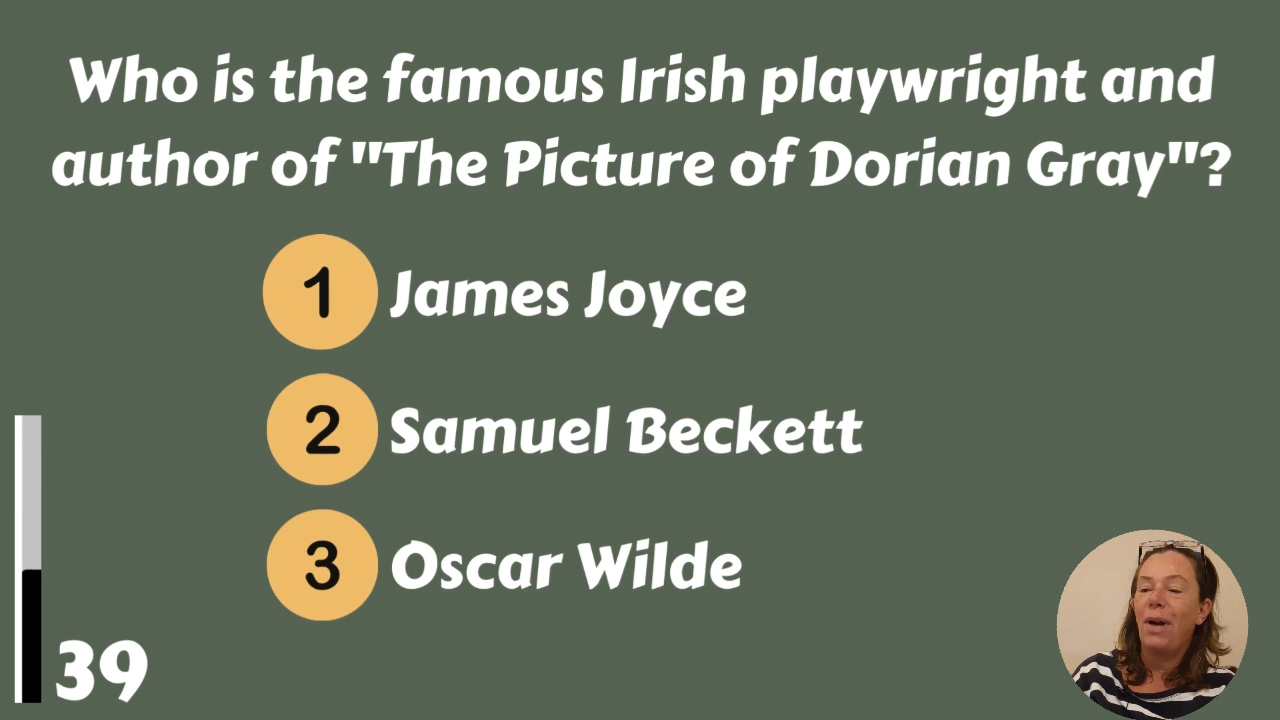 Who is the famous Irish playwright and
author of "The Picture of Dorian Gray"?
1 James Joyce
2 Samuel Beckett
3 Oscar Wilde
39